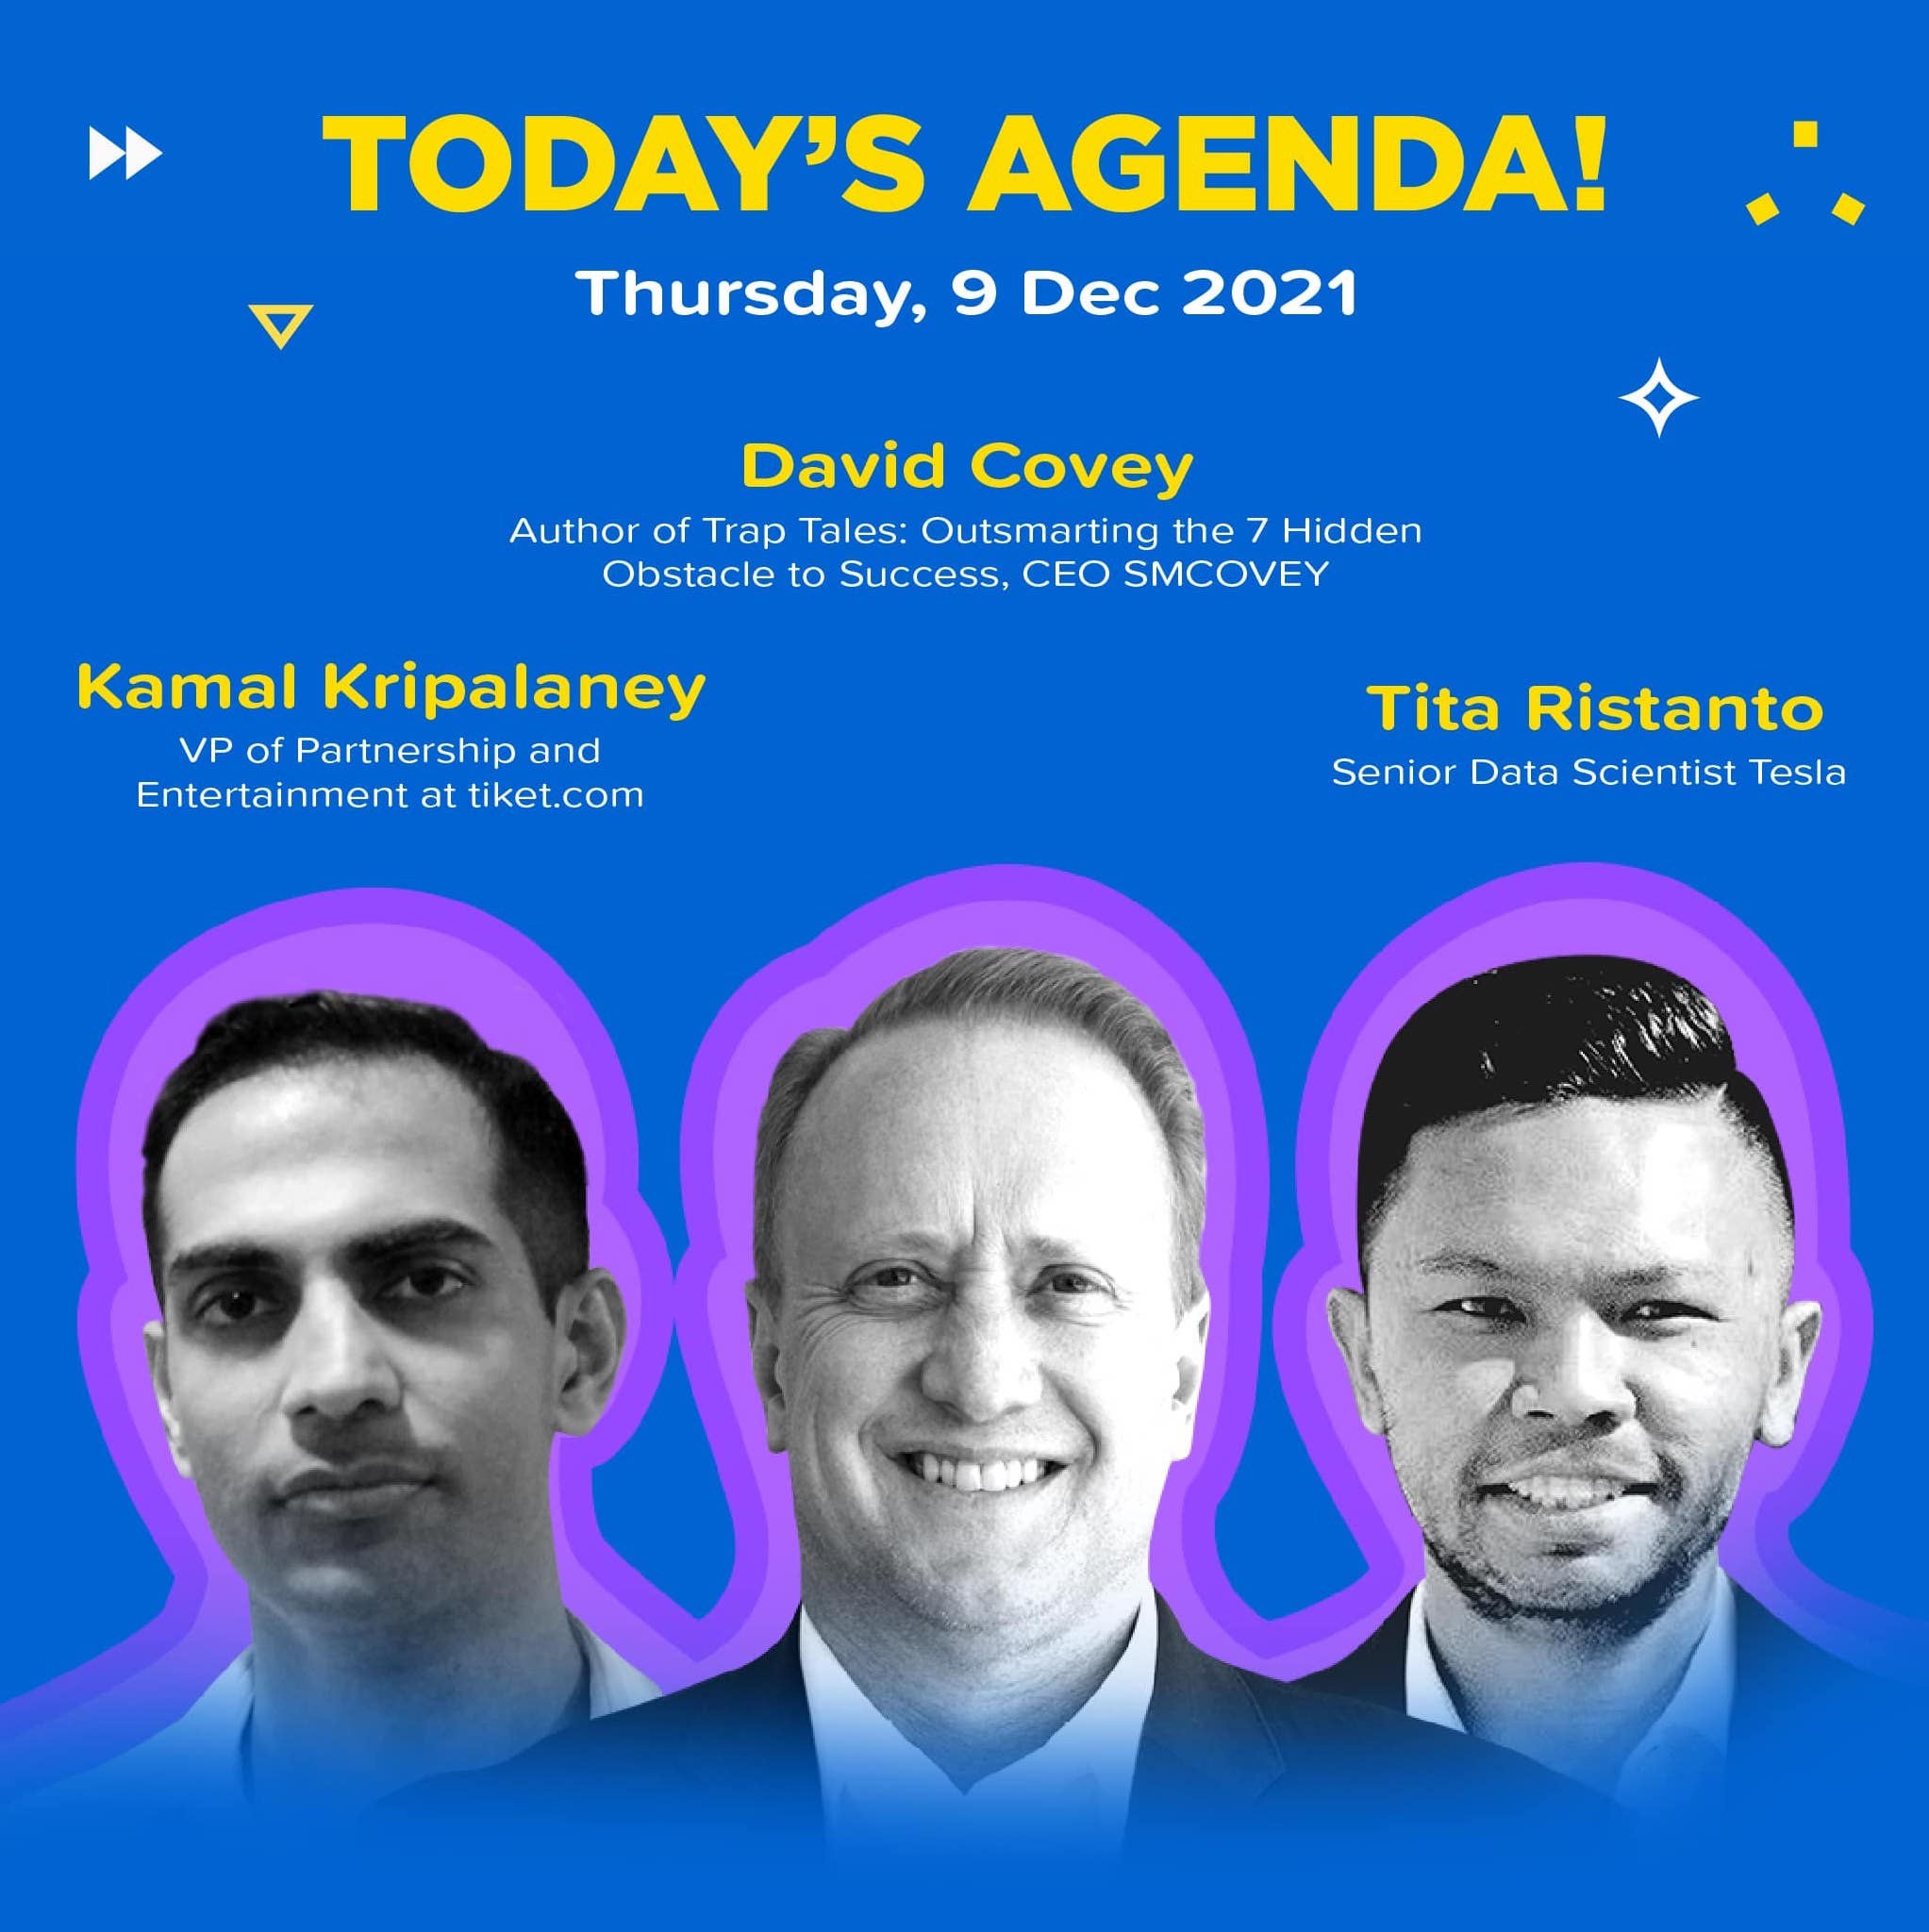 TODAY'S AGENDA!
Thursday, 9 Dec 2021
David Covey
Author of Trap Tales: Outsmarting the 7 Hidden
Obstacle to Success, CEO SMCOVEY
Kamal Kripalaney
VP of Partnership and
Entertainment at tiket.com
Tita Ristanto
Senior Data Scientist Tesla